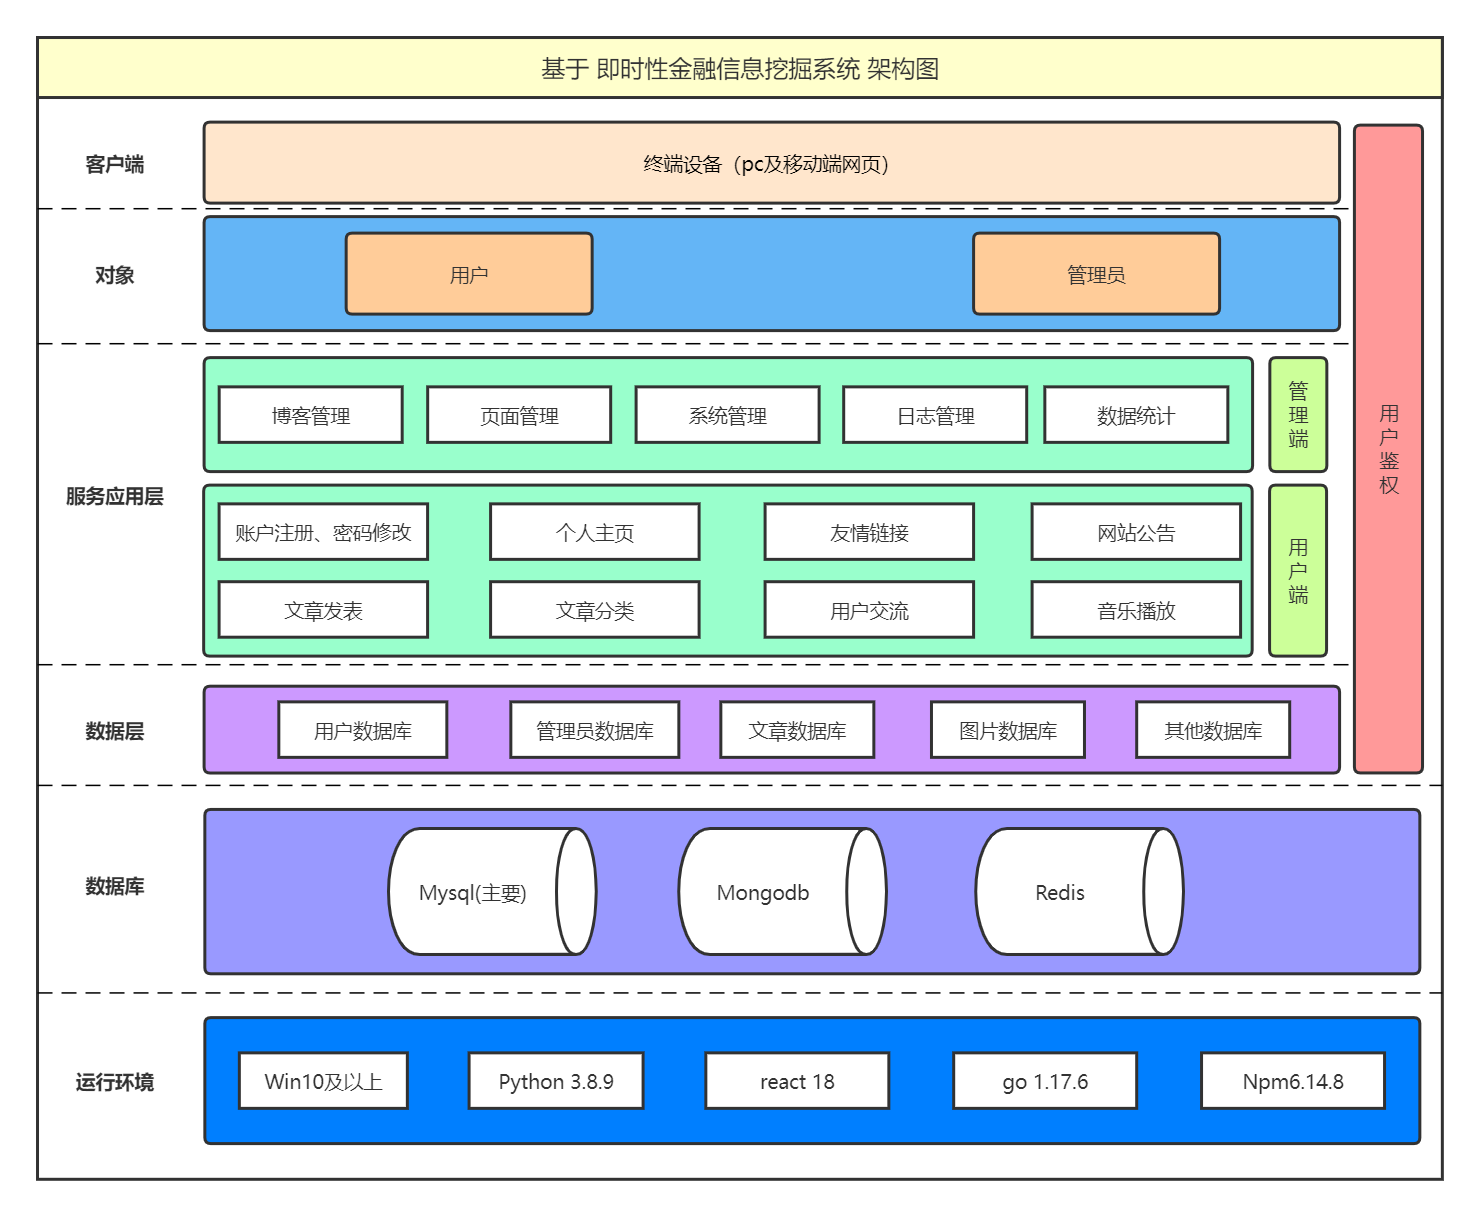 基于 即时性金融信息挖掘系统 架构图
客户端
终端设备（pc及移动端网页）
对象
用户
管理员
服务应用层
博客管理
页面管理
系统管理
日志管理
数据统计
管理端
账户注册、密码修改
个人主页
友情链接
网站公告
文章发表
文章分类
用户交流
音乐播放
用户端
用户鉴权
数据层
用户数据库
管理员数据库
文章数据库
图片数据库
其他数据库
数据库
Mysql(主要)
Mongodb
Redis
运行环境
Win10及以上
Python 3.8.9
react 18
go 1.17.6
Npm6.14.8